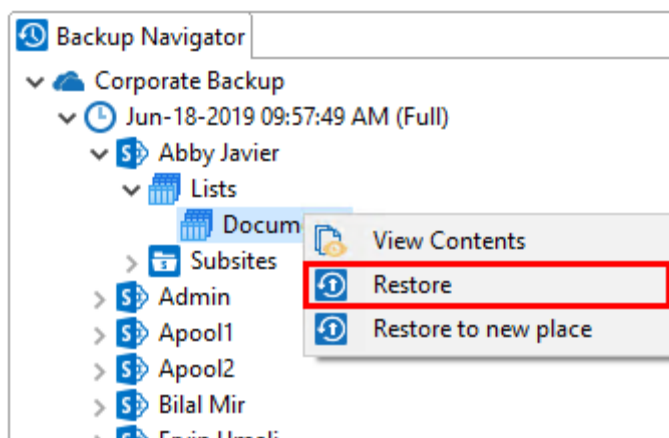 Backup Navigator
Corporate Backup
Jun-18-2019 09:57:49 AM (Full)
Abby Javier
Lists
Docum
View Contents
Subsites
Restore
Admin
Restore to new place
Apool1
Apool2
Bilal Mir